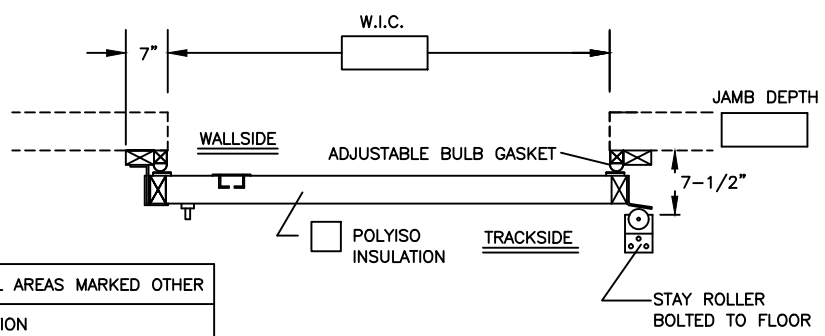 W.I.C.
7"
JAMB DEPTH
WALLSIDE
ADJUSTABLE BULB GASKET
7-1/2"
POLYISO
INSULATION
TRACKSIDE
AREAS MARKED OTHER
STAY ROLLER
BOLTED TO FLOOR